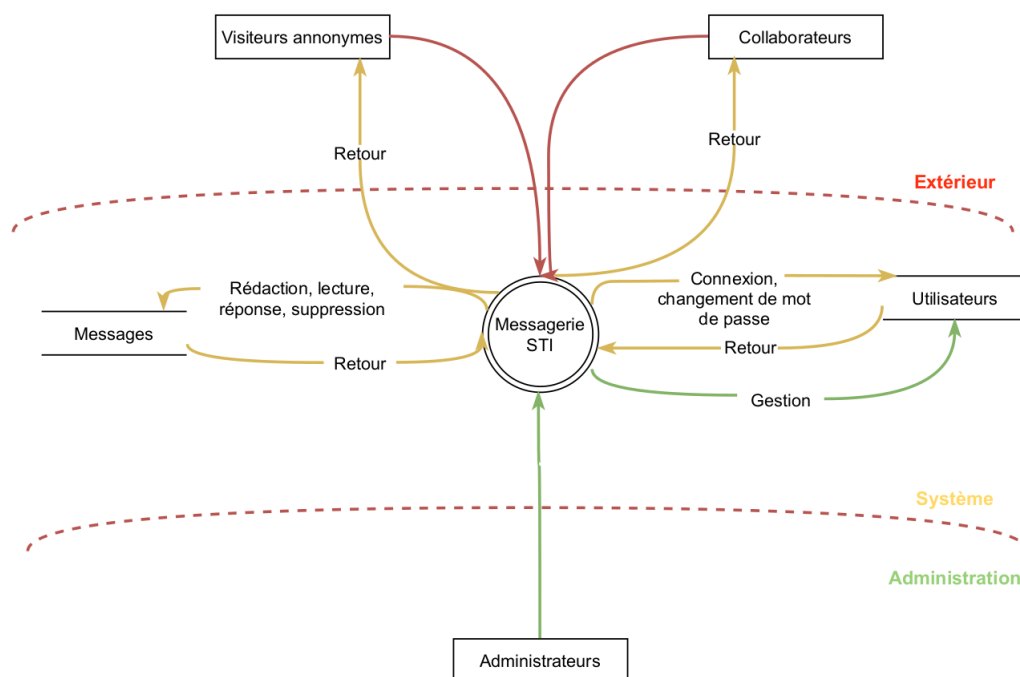 Visiteurs annonymes
Collaborateurs
Retour
Retour
Extérieur
Rédaction, lecture,
réponse, suppression
Connexion,
changement de mot
de passe
Utilisateurs
Messages
Messagerie
STI
Retour
Retour
Gestion
Système
Administration
Administrateurs